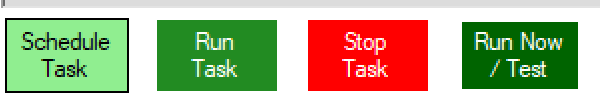 Schedule
Task
Run
Task
Stop
Task
Run Now
/ Test